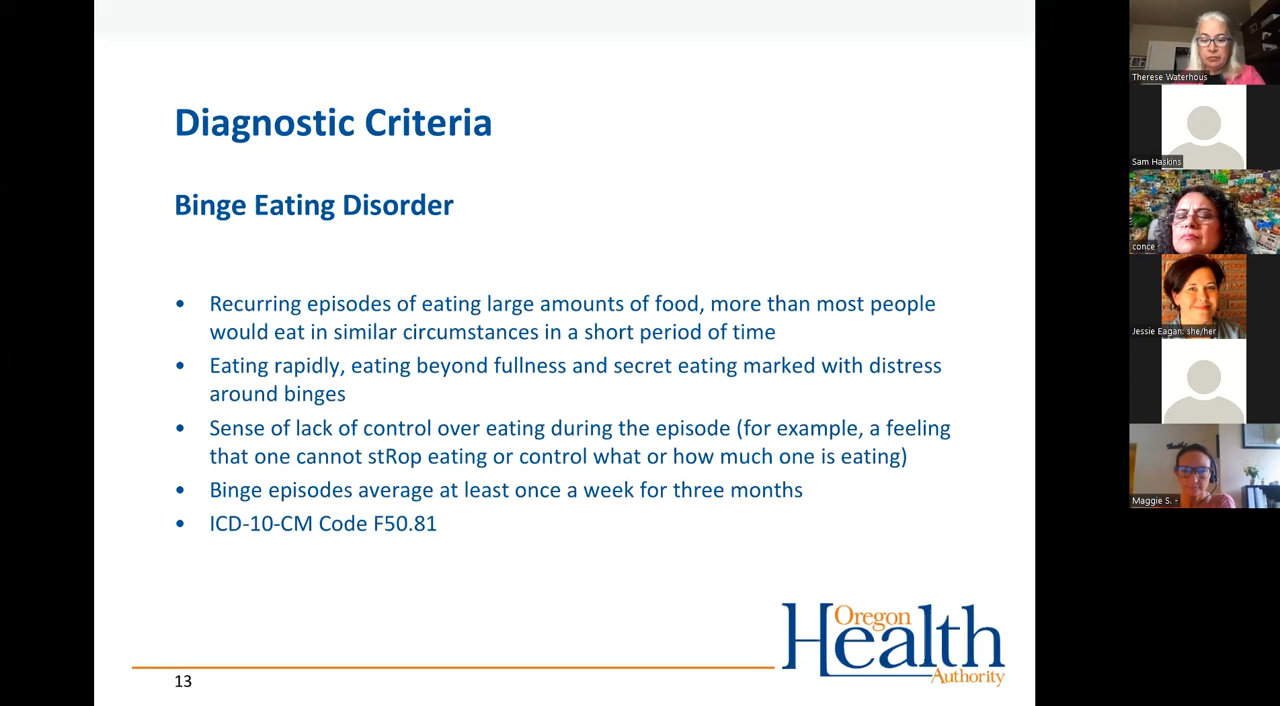 Diagnostic Criteria
Binge Eating Disorder
• Recurring episodes of eating large amounts of food, more than most people
would eat in similar circumstances in a short period of time
• Eating rapidly, eating beyond fullness and secret eating marked with distress
around binges
• Sense of lack of control over eating during the episode (for example, a feeling
that one cannot stRop eating or control what or how much one is eating)
• Binge episodes average at least once a week for three months
• ICD-10-CM Code F50.81
Oregon
Health
Authority
13
Therese Waterhous
Sam Haskins
conce
Jessie Eagan: she/her
Maggie S. -